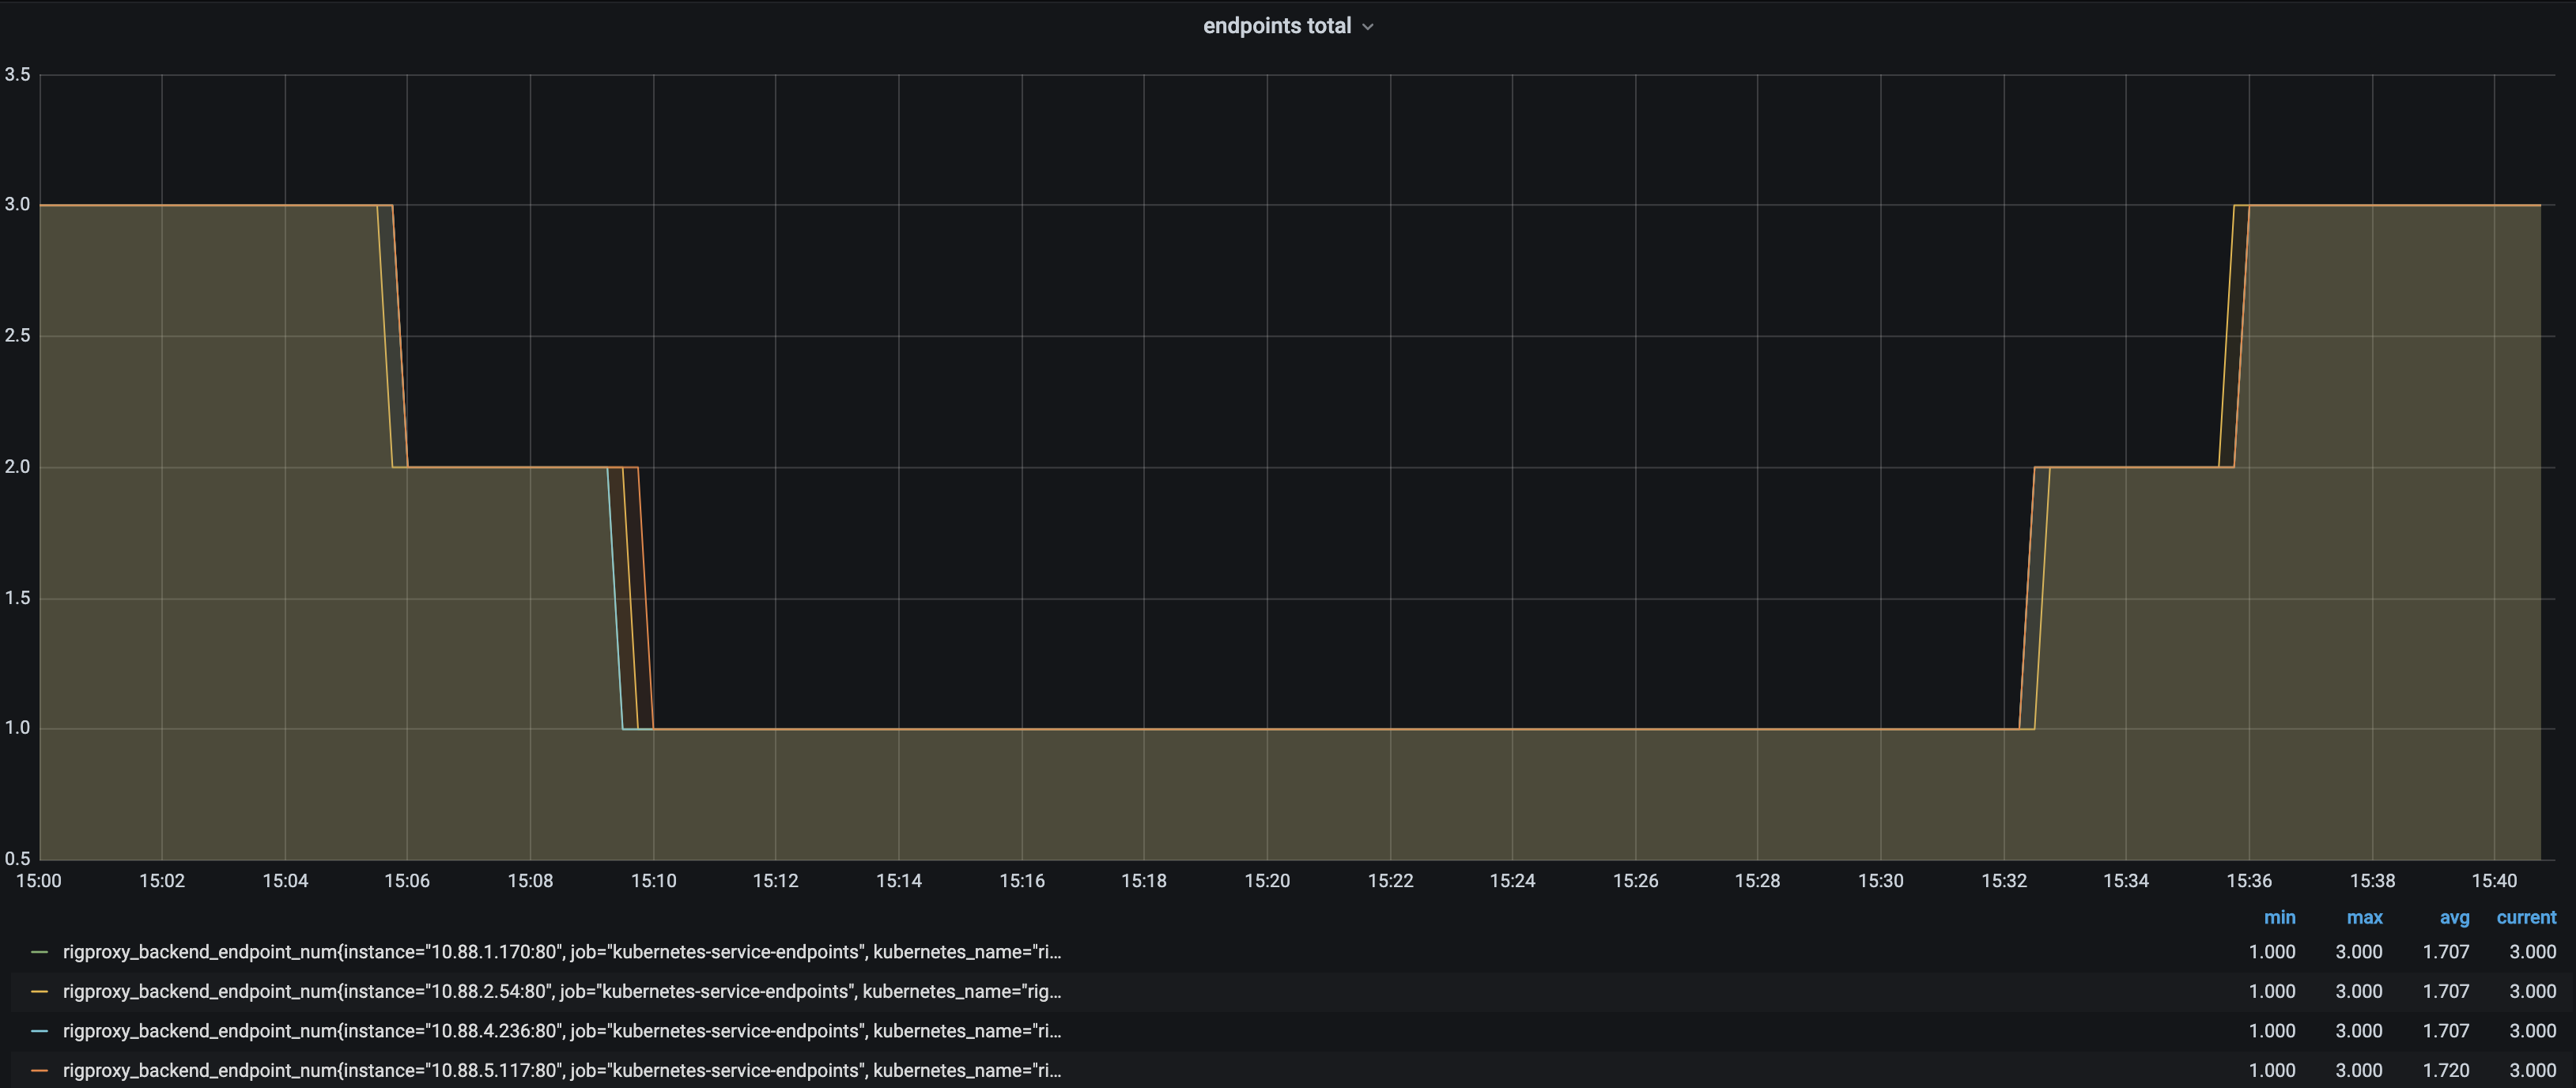 endpoints total
3.5
3.0
2.5
2.0
1.5
1.0
0.5
15:00 15:02 15:04 15:06 15:08 15:10 15:12 15:14 15:16 15:18 15:20 15:22 15:24 15:26 15:28 15:30 15:32 15:34 15:36 15:38 15:40
min max avg current
rigproxy_backend_endpoint_num{instance="10.88.1.170:80", job="kubernetes-service-endpoints", kubernetes_name="ri... 1.000 3.000 1.707 3.000
rigproxy_backend_endpoint_num{instance="10.88.2.54:80", job="kubernetes-service-endpoints", kubernetes_name="rig... 1.000 3.000 1.707 3.000
rigproxy_backend_endpoint_num{instance="10.88.4.236:80", job="kubernetes-service-endpoints", kubernetes_name="ri... 1.000 3.000 1.707 3.000
rigproxy_backend_endpoint_num{instance="10.88.5.117:80", job="kubernetes-service-endpoints", kubernetes_name="ri... 1.000 3.000 1.720 3.000